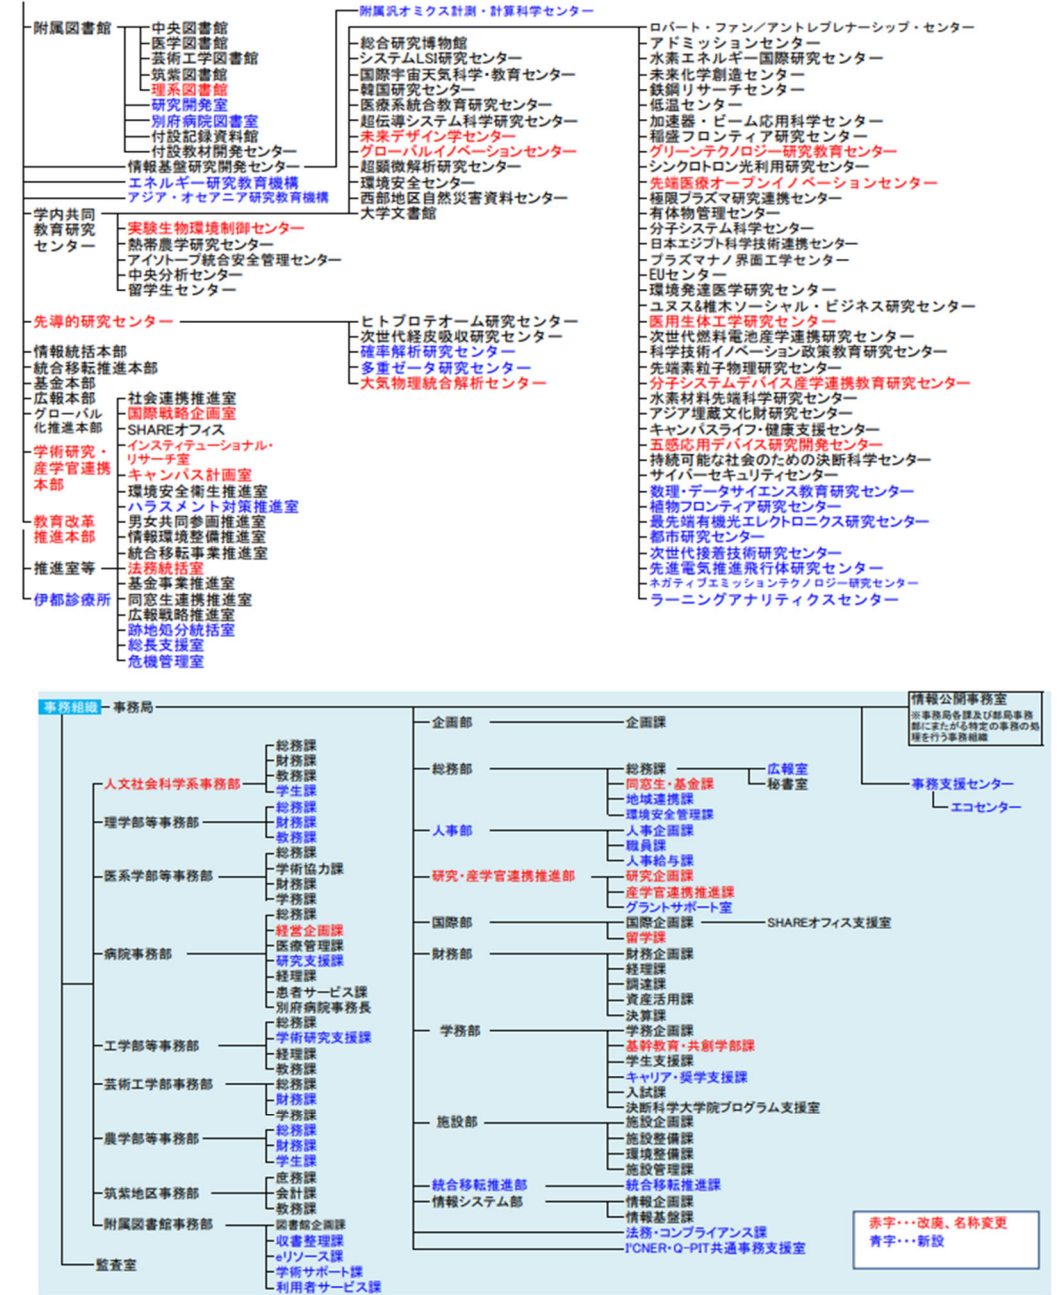 附属図書館
中央図書館
医学図書館
芸術工学図書館
筑紫図書館
理系図書館
研究開発室
別府病院図書室
付設記録資料館
付設教材開発センター
情報基盤研究開発センター
附属汎オミクス計測・計算科学センター
エネルギー研究教育機構
アジア・オセアニア研究教育機構
学内共同
教育研究
センター
実験生物環境制御センター
熱帯農学研究センター
アイソトープ統合安全管理センター
中央分析センター
留学生センター
総合研究博物館
システムLSI研究センター
国際宇宙天気科学・教育センター
韓国研究センター
医療系統合教育研究センター
超伝導システム科学研究センター
未来デザイン学センター
グローバルイノベーションセンター
超顕微解析研究センター
環境安全センター
西部地区自然災害資料センター
大学文書館
ロバート・ファン/アントレプレナーシップ・センター
アドミッションセンター
水素エネルギー国際研究センター
未来化学創造センター
鉄鋼リサーチセンター
低温センター
加速器・ビーム応用科学センター
稲盛フロンティア研究センター
グリーンテクノロジー研究教育センター
シンクロトロン光利用研究センター
先端医療オープンイノベーションセンター
極限プラズマ研究連携センター
有体物管理センター
分子システム科学センター
日本エジプト科学技術連携センター
プラズマナノ界面工学センター
EUセンター
環境発達医学研究センター
ユヌス&椎木ソーシャル・ビジネス研究センター
医用生体工学研究センター
次世代燃料電池産学連携研究センター
科学技術イノベーション政策教育研究センター
先端素粒子物理研究センター
分子システムデバイス産学連携教育研究センター
水素材料先端科学研究センター
アジア埋蔵文化財研究センター
キャンパスライフ・健康支援センター
五感応用デバイス研究開発センター
持続可能な社会のための決断科学センター
サイバーセキュリティセンター
数理・データサイエンス教育研究センター
植物フロンティア研究センター
最先端有機光エレクトロニクス研究センター
都市研究センター
次世代接着技術研究センター
先進電気推進飛行体研究センター
ネガティブエミッションテクノロジー研究センター
ラーニングアナリティクスセンター
先導的研究センター
ヒトプロテオーム研究センター
次世代経皮吸収研究センター
確率解析研究センター
多重ゼータ研究センター
大気物理統合解析センター
情報統括本部
統合移転推進本部
基金本部
広報本部
グローバル
化推進本部
学術研究・
産学官連携
本部
教育改革
推進本部
推進室等
伊都診療所
社会連携推進室
国際戦略企画室
SHAREオフィス
インスティテューショナル・
リサーチ室
キャンパス計画室
環境安全衛生推進室
ハラスメント対策推進室
男女共同参画推進室
情報環境整備推進室
統合移転事業推進室
法務統括室
基金事業推進室
同窓生連携推進室
広報戦略推進室
跡地処分統括室
総長支援室
危機管理室
事務組織
事務局
人文社会科学系事務部
総務課
財務課
教務課
学生課
理学部等事務部
総務課
財務課
教務課
医系学部等事務部
総務課
学術協力課
財務課
学務課
病院事務部
総務課
経営企画課
医療管理課
研究支援課
経理課
患者サービス課
別府病院事務長
工学部等事務部
総務課
学術研究支援課
経理課
教務課
芸術工学部事務部
総務課
財務課
学務課
農学部等事務部
総務課
財務課
学生課
筑紫地区事務部
庶務課
会計課
教務課
附属図書館事務部
図書館企画課
収書整理課
eリソース課
学術サポート課
利用者サービス課
監査室
企画部
企画課
総務部
総務課
広報室
秘書室
同窓生・基金課
地域連携課
環境安全管理課
人事部
人事企画課
職員課
人事給与課
研究・産学官連携推進部
研究企画課
産学官連携推進課
グラントサポート室
国際部
国際企画課
SHAREオフィス支援室
留学課
財務部
財務企画課
経理課
調達課
資産活用課
決算課
学務部
学務企画課
基幹教育・共創学部課
学生支援課
キャリア・奨学支援課
入試課
決断科学大学院プログラム支援室
施設部
施設企画課
施設整備課
環境整備課
施設管理課
統合移転推進部
統合移転推進課
情報システム部
情報企画課
情報基盤課
法務・コンプライアンス課
I²CNER・Q-PIT共通事務支援室
情報公開事務室
※事務局各課及び部局事務
部にまたがる特定の事務の処
理を行う事務組織
事務支援センター
エコセンター
赤字・・・改廃、名称変更
青字・・・新設